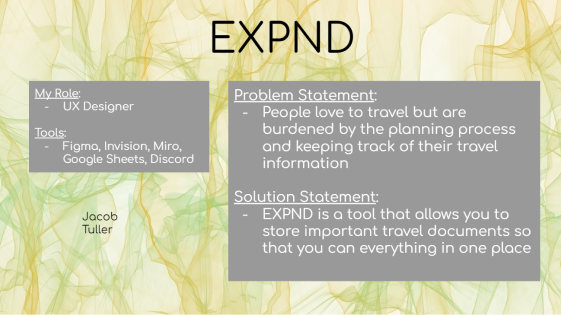 EXPND
My Role:
- UX Designer
Tools:
- Figma, Invision, Miro,
Google Sheets, Discord
Jacob
Tuller
Problem Statement:
- People love to travel but are
burdened by the planning process
and keeping track of their travel
information
Solution Statement:
- EXPND is a tool that allows you to
store important travel documents so
that you can everything in one place